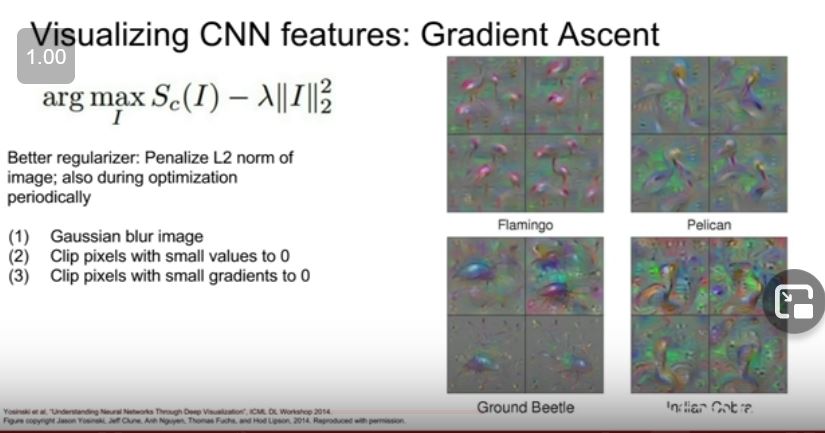 Visualizing CNN features: Gradient Ascent
1.00
arg max S_c(I) − λ‖I‖₂²
I
Better regularizer: Penalize L2 norm of
image; also during optimization
periodically
(1) Gaussian blur image
(2) Clip pixels with small values to 0
(3) Clip pixels with small gradients to 0
Flamingo
Pelican
Ground Beetle
Indian Cobra
Yosinski et al, "Understanding Neural Networks Through Deep Visualization", ICML DL Workshop 2014.
Figure copyright Jason Yosinski, Jeff Clune, Anh Nguyen, Thomas Fuchs, and Hod Lipson, 2014. Reproduced with permission.